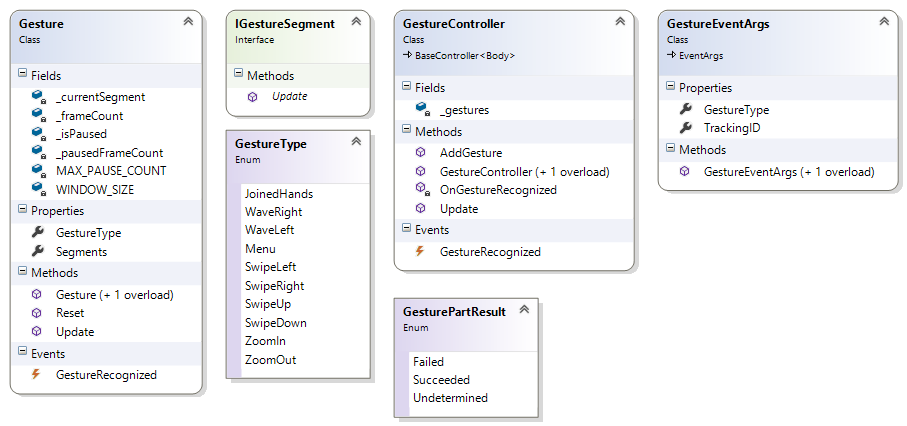 Gesture
Class
Fields
_currentSegment
_frameCount
_isPaused
_pausedFrameCount
MAX_PAUSE_COUNT
WINDOW_SIZE
Properties
GestureType
Segments
Methods
Gesture (+ 1 overload)
Reset
Update
Events
GestureRecognized
IGestureSegment
Interface
Methods
Update
GestureType
Enum
JoinedHands
WaveRight
WaveLeft
Menu
SwipeLeft
SwipeRight
SwipeUp
SwipeDown
ZoomIn
ZoomOut
GestureController
Class
BaseController<Body>
Fields
_gestures
Methods
AddGesture
GestureController (+ 1 overload)
OnGestureRecognized
Update
Events
GestureRecognized
GesturePartResult
Enum
Failed
Succeeded
Undetermined
GestureEventArgs
Class
EventArgs
Properties
GestureType
TrackingID
Methods
GestureEventArgs (+ 1 overload)